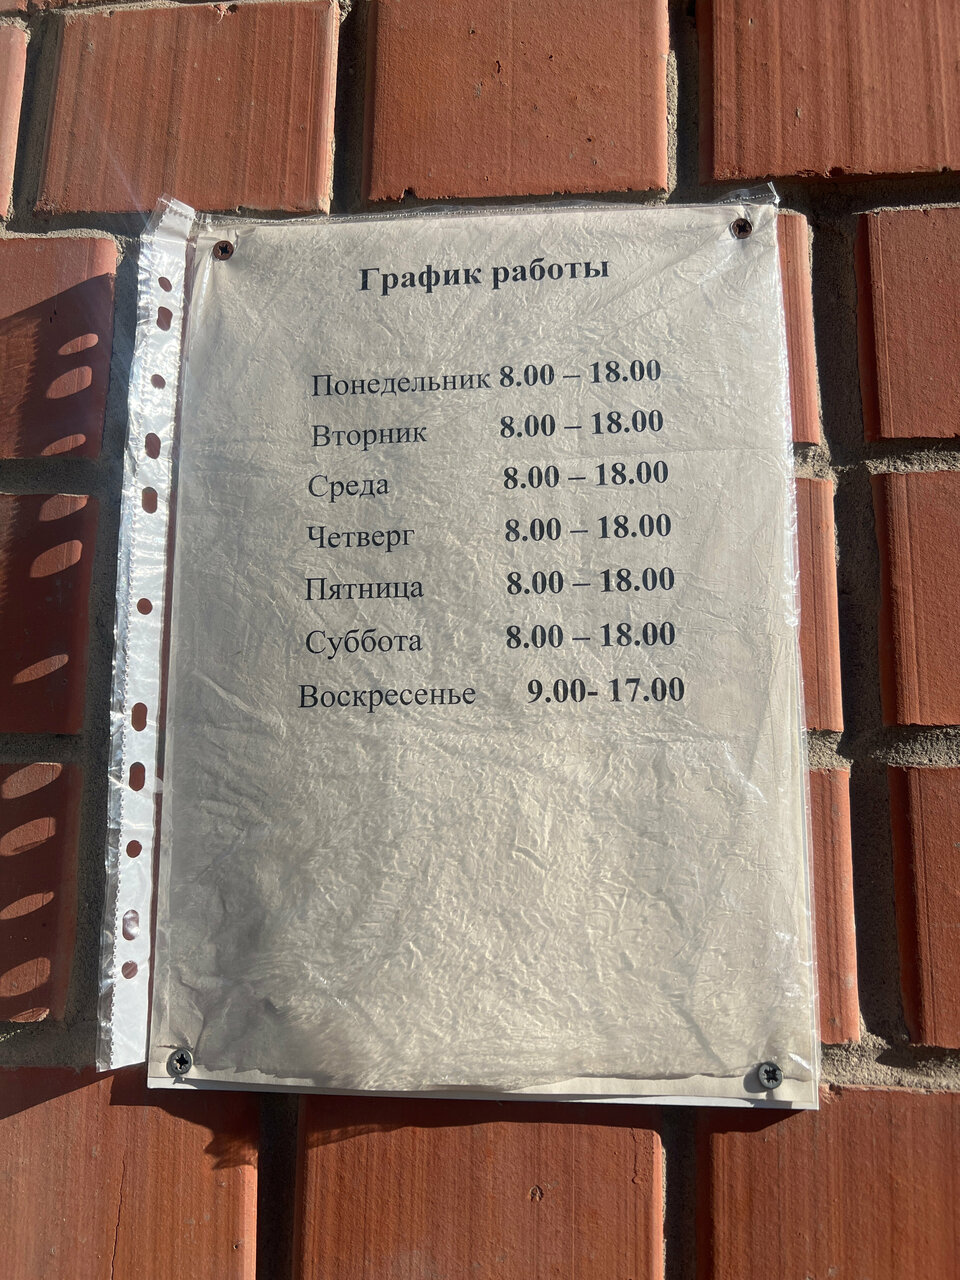 График работы
Понедельник 8.00 – 18.00
Вторник 8.00 – 18.00
Среда 8.00 – 18.00
Четверг 8.00 – 18.00
Пятница 8.00 – 18.00
Суббота 8.00 – 18.00
Воскресенье 9.00- 17.00